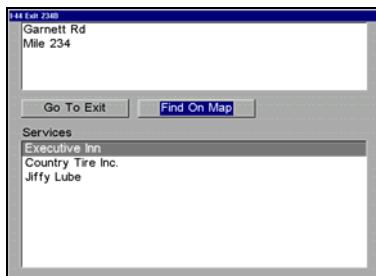 I-44 Exit 234B
Garnett Rd
Mile 234
Go To Exit
Find On Map
Services
Executive Inn
Country Tire Inc.
Jiffy Lube